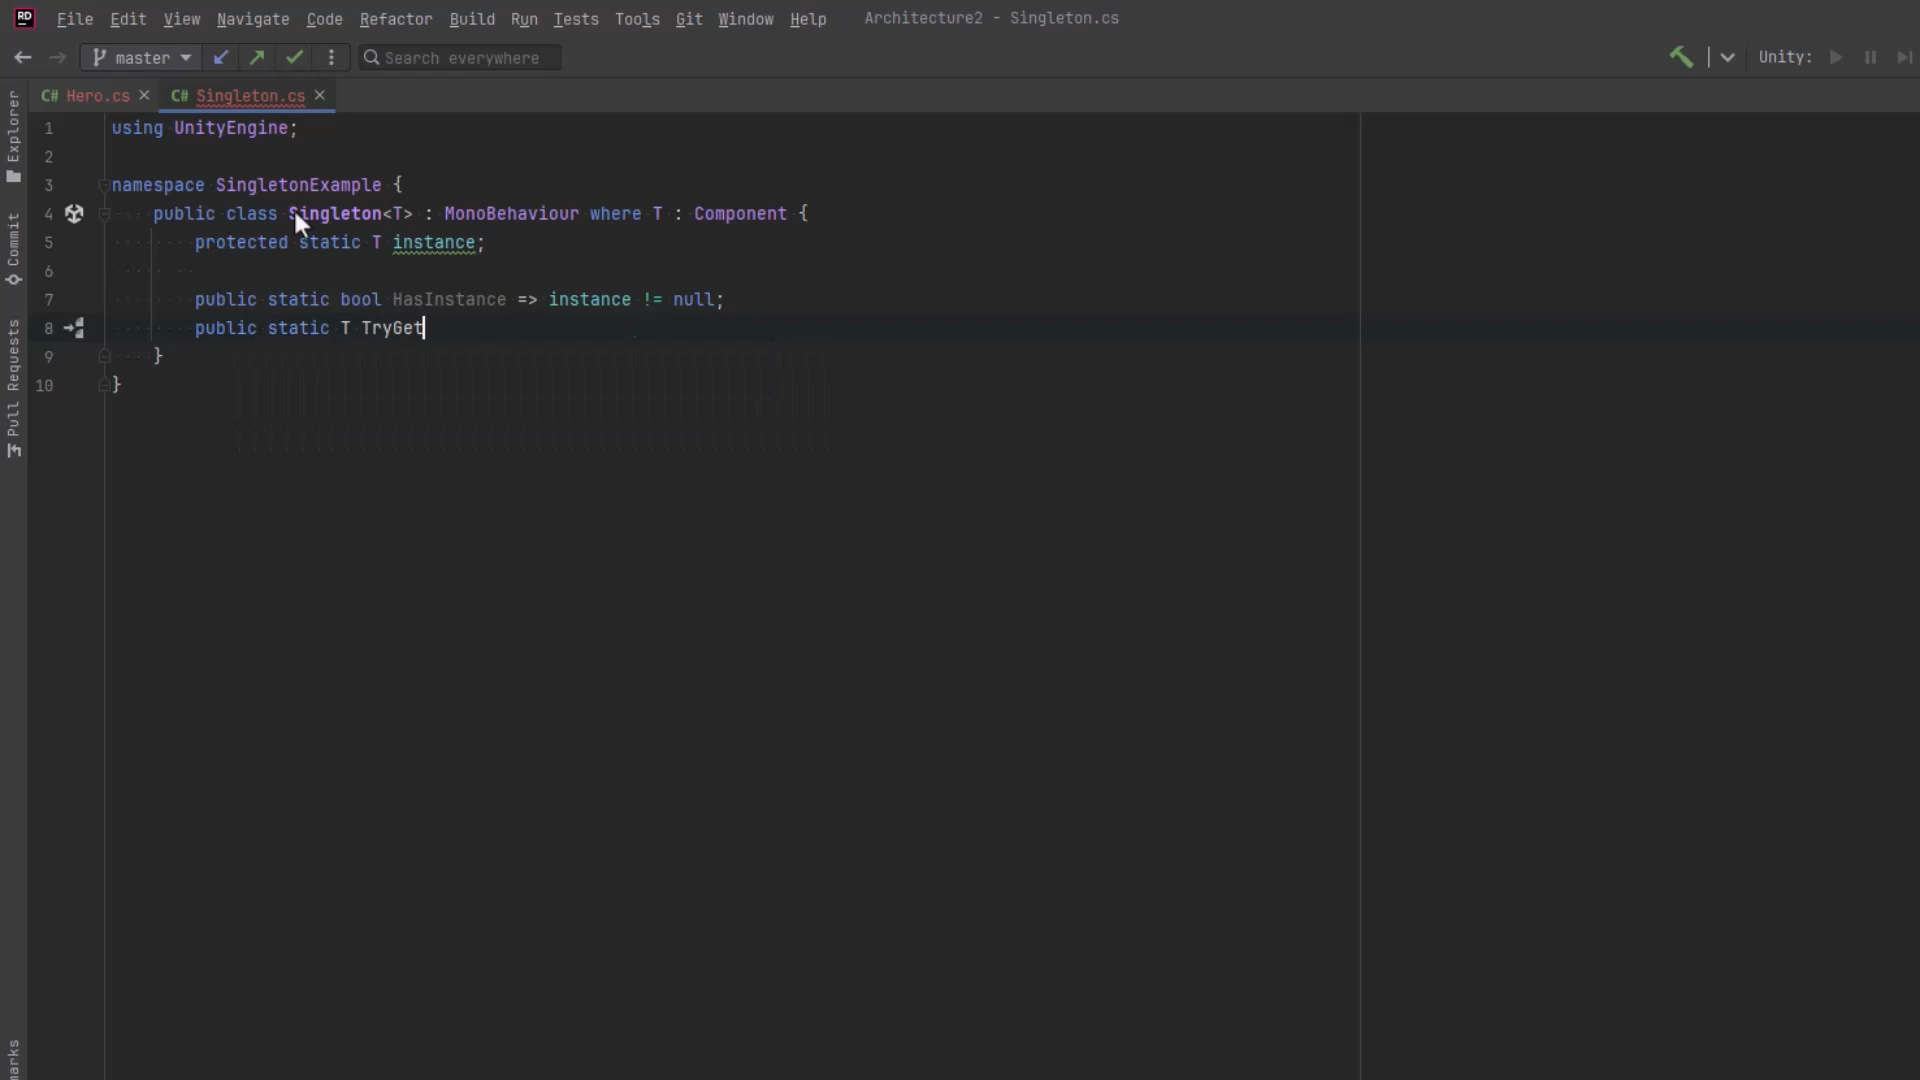 RD File Edit View Navigate Code Refactor Build Run Tests Tools Git Window Help Architecture2 - Singleton.cs
master Search everywhere Unity:
C# Hero.cs C# Singleton.cs
Explorer
Commit
Pull Requests
marks
1 using UnityEngine;
2
3 namespace SingletonExample {
4 public class Singleton<T> : MonoBehaviour where T : Component {
5 protected static T instance;
6
7 public static bool HasInstance => instance != null;
8 public static T TryGet
9 }
10 }